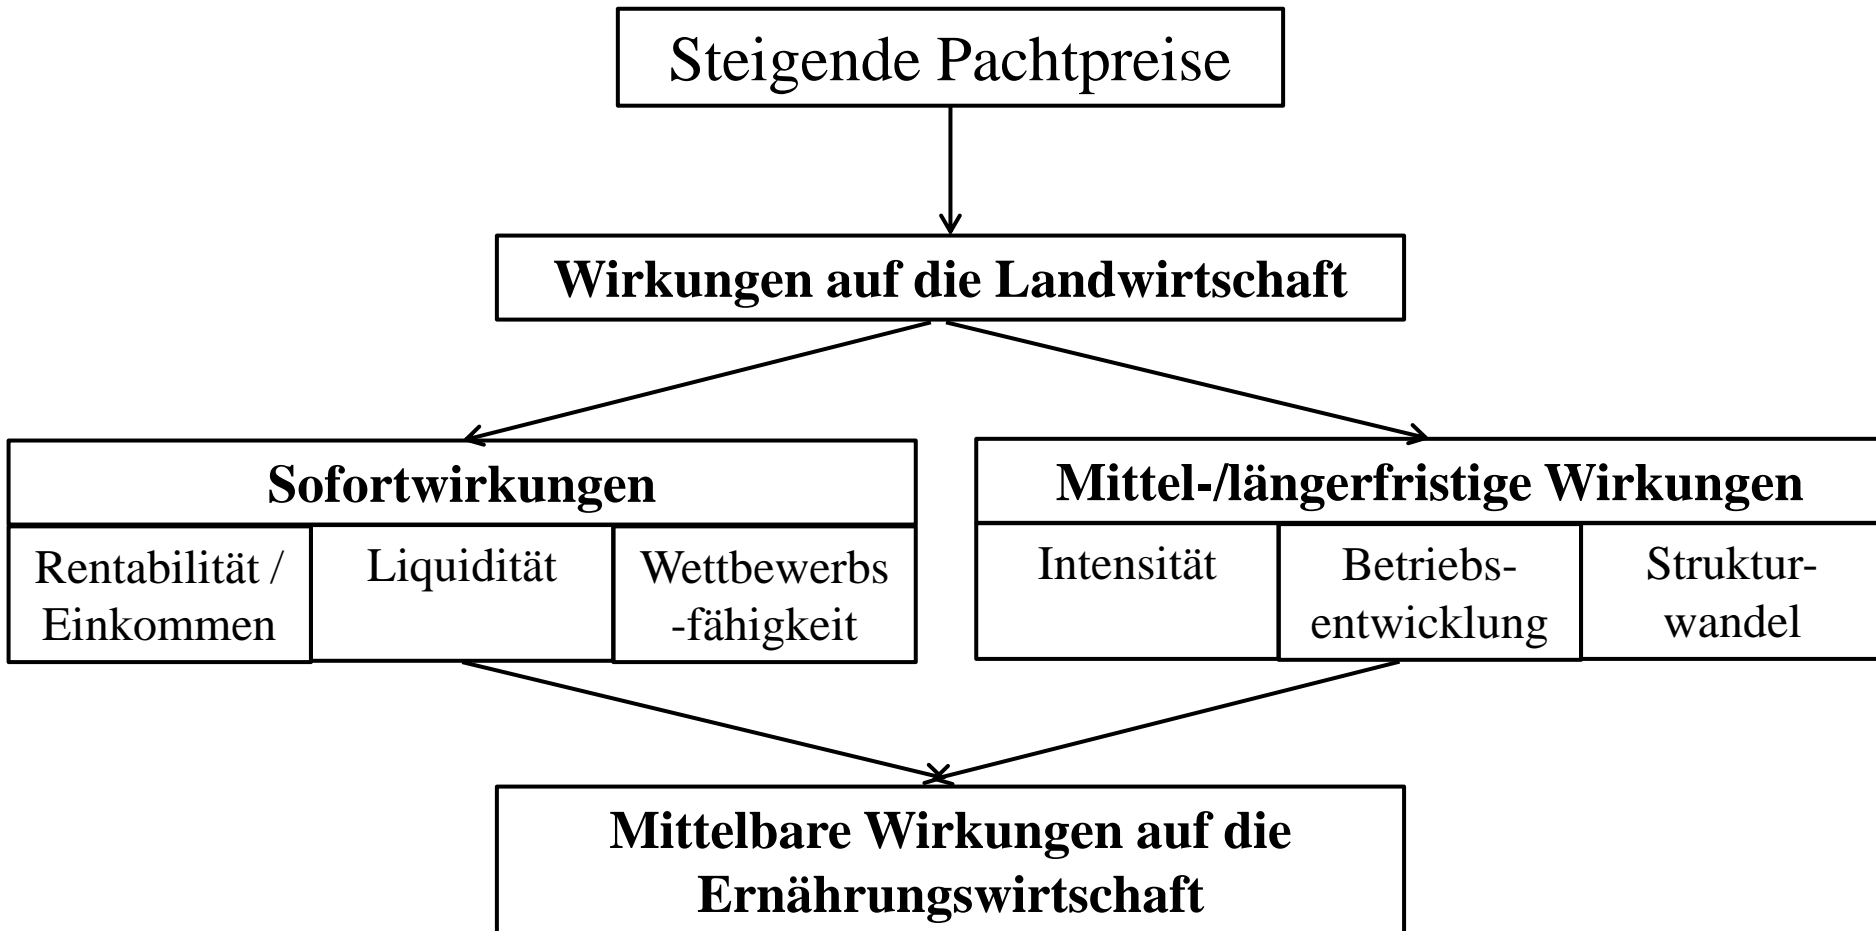 Steigende Pachtpreise
Wirkungen auf die Landwirtschaft
Sofortwirkungen
Rentabilität /
Einkommen
Liquidität
Wettbewerbs
-fähigkeit
Mittel-/längerfristige Wirkungen
Intensität
Betriebs-
entwicklung
Struktur-
wandel
Mittelbare Wirkungen auf die
Ernährungswirtschaft